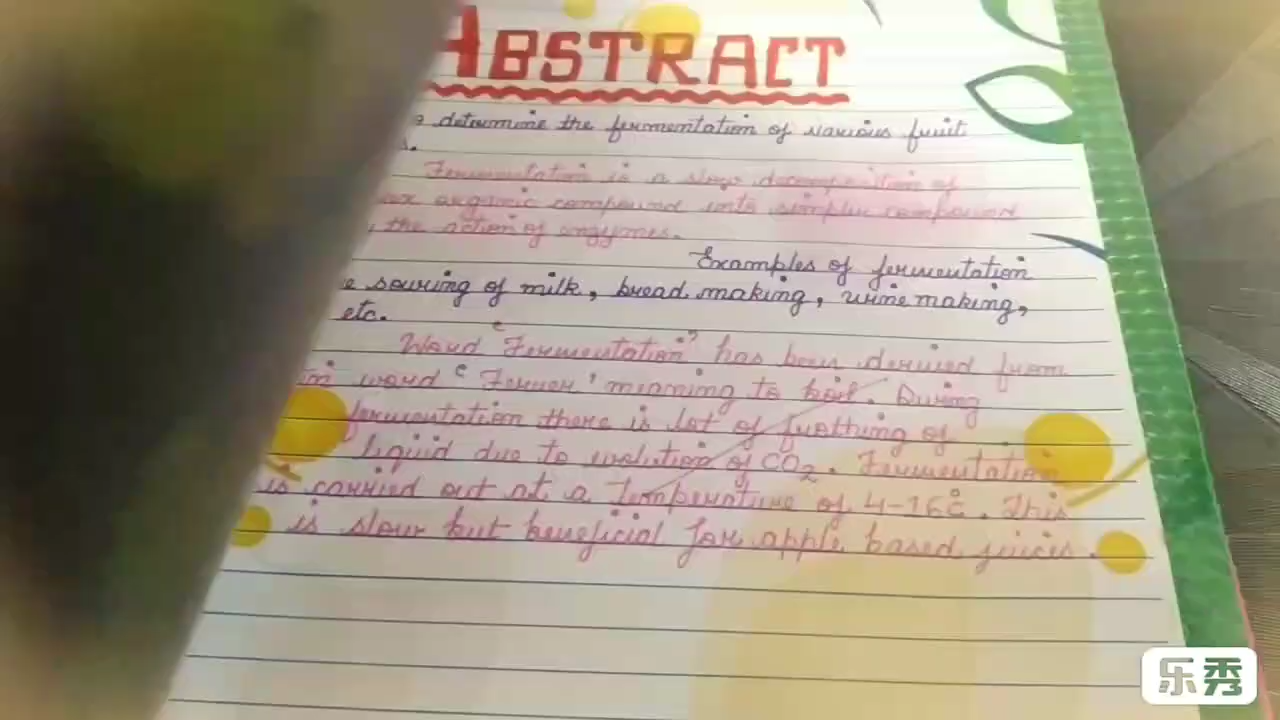 ABSTRACT
determine the fermentation of various fruit
Fermentation is a slow decomposition of
organic compound into simpler compound
the action of enzymes.
Examples of fermentation
souring of milk, bread making, wine making,
etc.
Word "Fermentation" has been derived from
word 'Ferver' meaning to boil. During
fermentation there is lot of frothing of
liquid due to evolution of CO2. Fermentation
is carried out at a Temperature of 4-16°c. This
is slow but beneficial for apple based juices.
乐秀